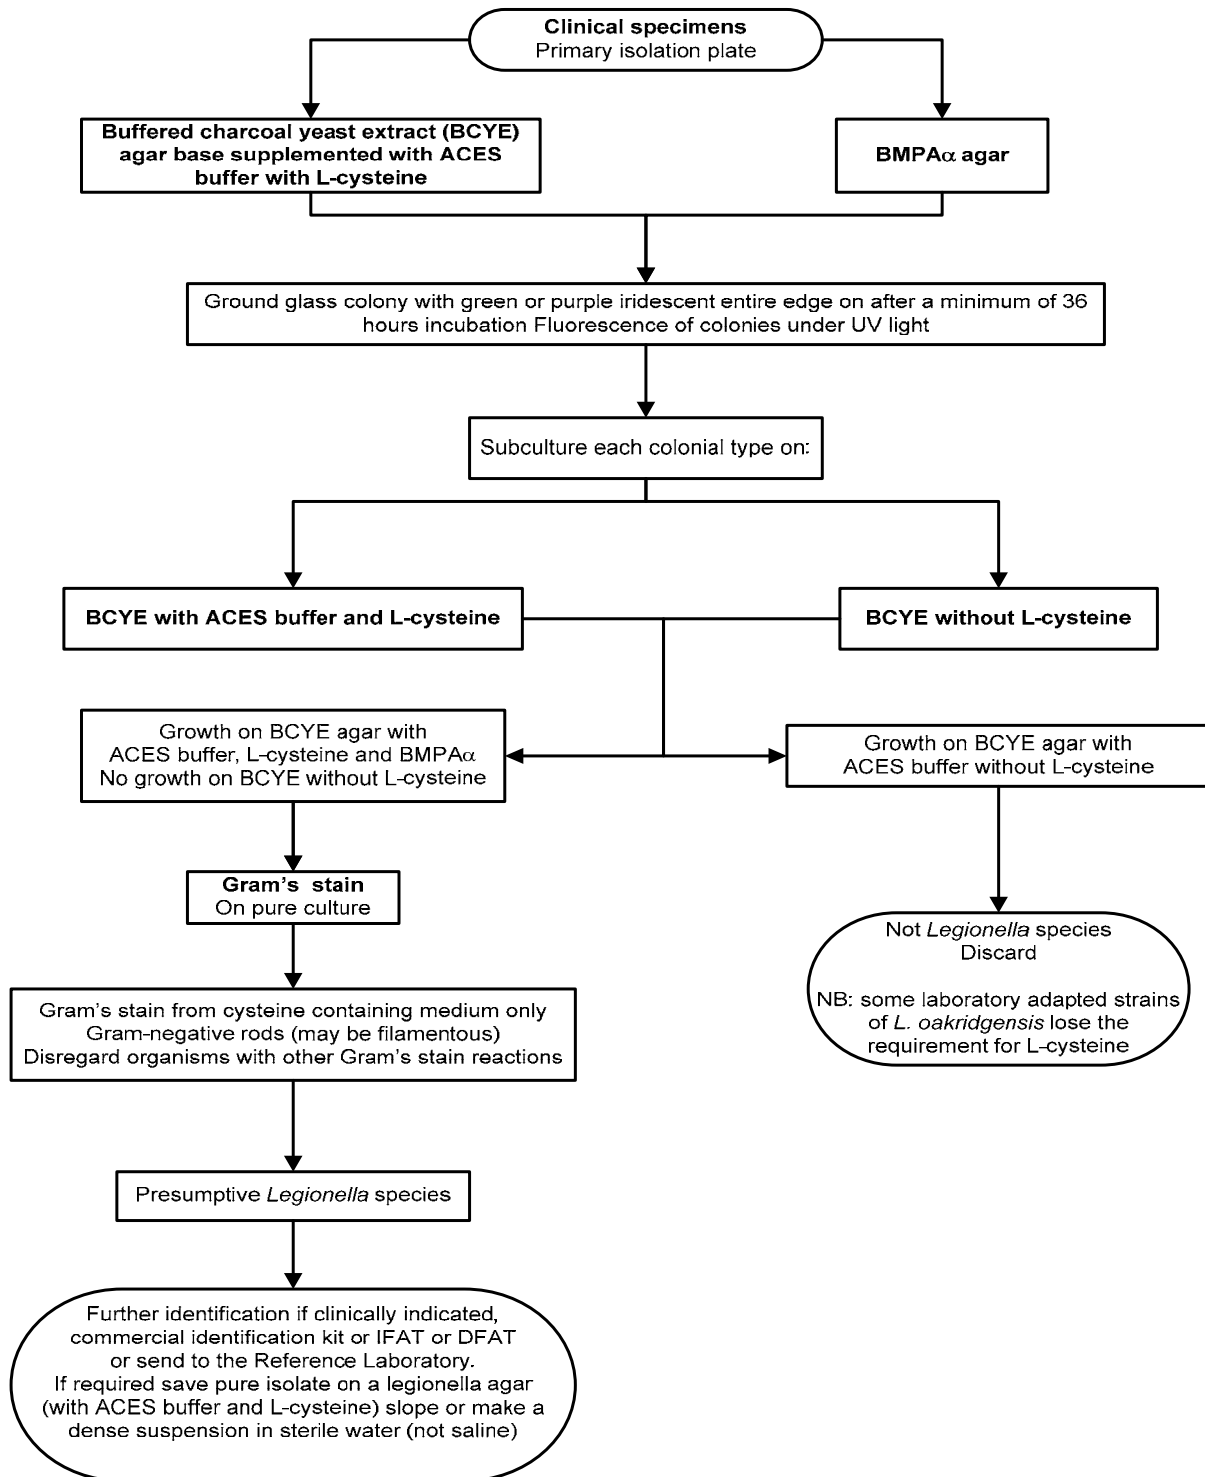 Clinical specimens
Primary isolation plate
Buffered charcoal yeast extract (BCYE)
agar base supplemented with ACES
buffer with L-cysteine
BMPAα agar
Ground glass colony with green or purple iridescent entire edge on after a minimum of 36
hours incubation Fluorescence of colonies under UV light
Subculture each colonial type on:
BCYE with ACES buffer and L-cysteine
BCYE without L-cysteine
Growth on BCYE agar with
ACES buffer, L-cysteine and BMPAα
No growth on BCYE without L-cysteine
Growth on BCYE agar with
ACES buffer without L-cysteine
Gram's stain
On pure culture
Not Legionella species
Discard
NB: some laboratory adapted strains
of L. oakridgensis lose the
requirement for L-cysteine
Gram's stain from cysteine containing medium only
Gram-negative rods (may be filamentous)
Disregard organisms with other Gram's stain reactions
Presumptive Legionella species
Further identification if clinically indicated,
commercial identification kit or IFAT or DFAT
or send to the Reference Laboratory.
If required save pure isolate on a legionella agar
(with ACES buffer and L-cysteine) slope or make a
dense suspension in sterile water (not saline)